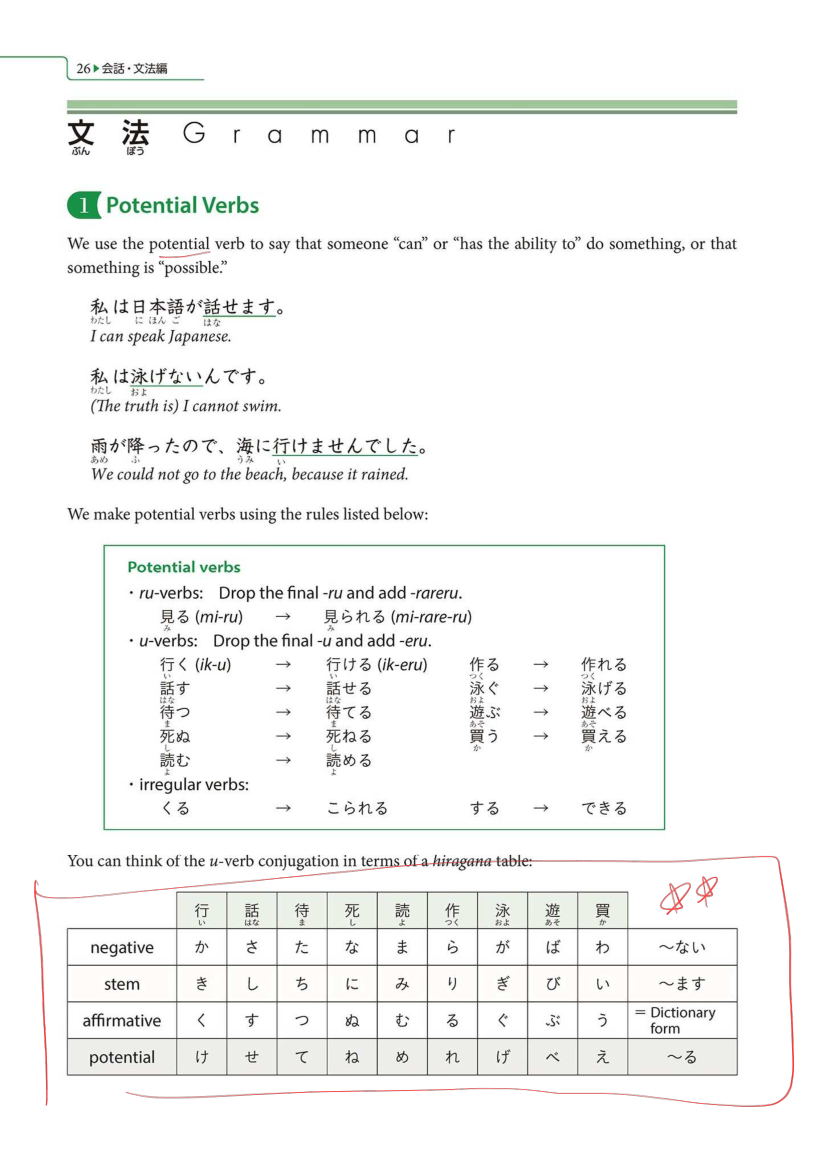 26▶会話・文法編
文法 Grammar
ぶん ぽう
1 Potential Verbs
We use the potential verb to say that someone “can” or “has the ability to” do something, or that
something is “possible.”
私は日本語が話せます。
わたし に ほん ご はな
I can speak Japanese.
私は泳げないんです。
わたし およ
(The truth is) I cannot swim.
雨が降ったので、海に行けませんでした。
あめ ふ うみ い
We could not go to the beach, because it rained.
We make potential verbs using the rules listed below:
Potential verbs
・ru-verbs: Drop the final -ru and add -rareru.
見る (mi-ru) → 見られる (mi-rare-ru)
み み
・u-verbs: Drop the final -u and add -eru.
行く (ik-u) → 行ける (ik-eru) 作る → 作れる
い い つく つく
話す → 話せる 泳ぐ → 泳げる
はな はな およ およ
待つ → 待てる 遊ぶ → 遊べる
ま ま あそ あそ
死ぬ → 死ねる 買う → 買える
し し か か
読む → 読める
よ よ
・irregular verbs:
くる → こられる する → できる
You can think of the u-verb conjugation in terms of a hiragana table:
行 話 待 死 読 作 泳 遊 買
い はな ま し よ つく およ あそ か
negative か さ た な ま ら が ば わ 〜ない
stem き し ち に み り ぎ び い 〜ます
affirmative く す つ ぬ む る ぐ ぶ う = Dictionary
form
potential け せ て ね め れ げ べ え 〜る